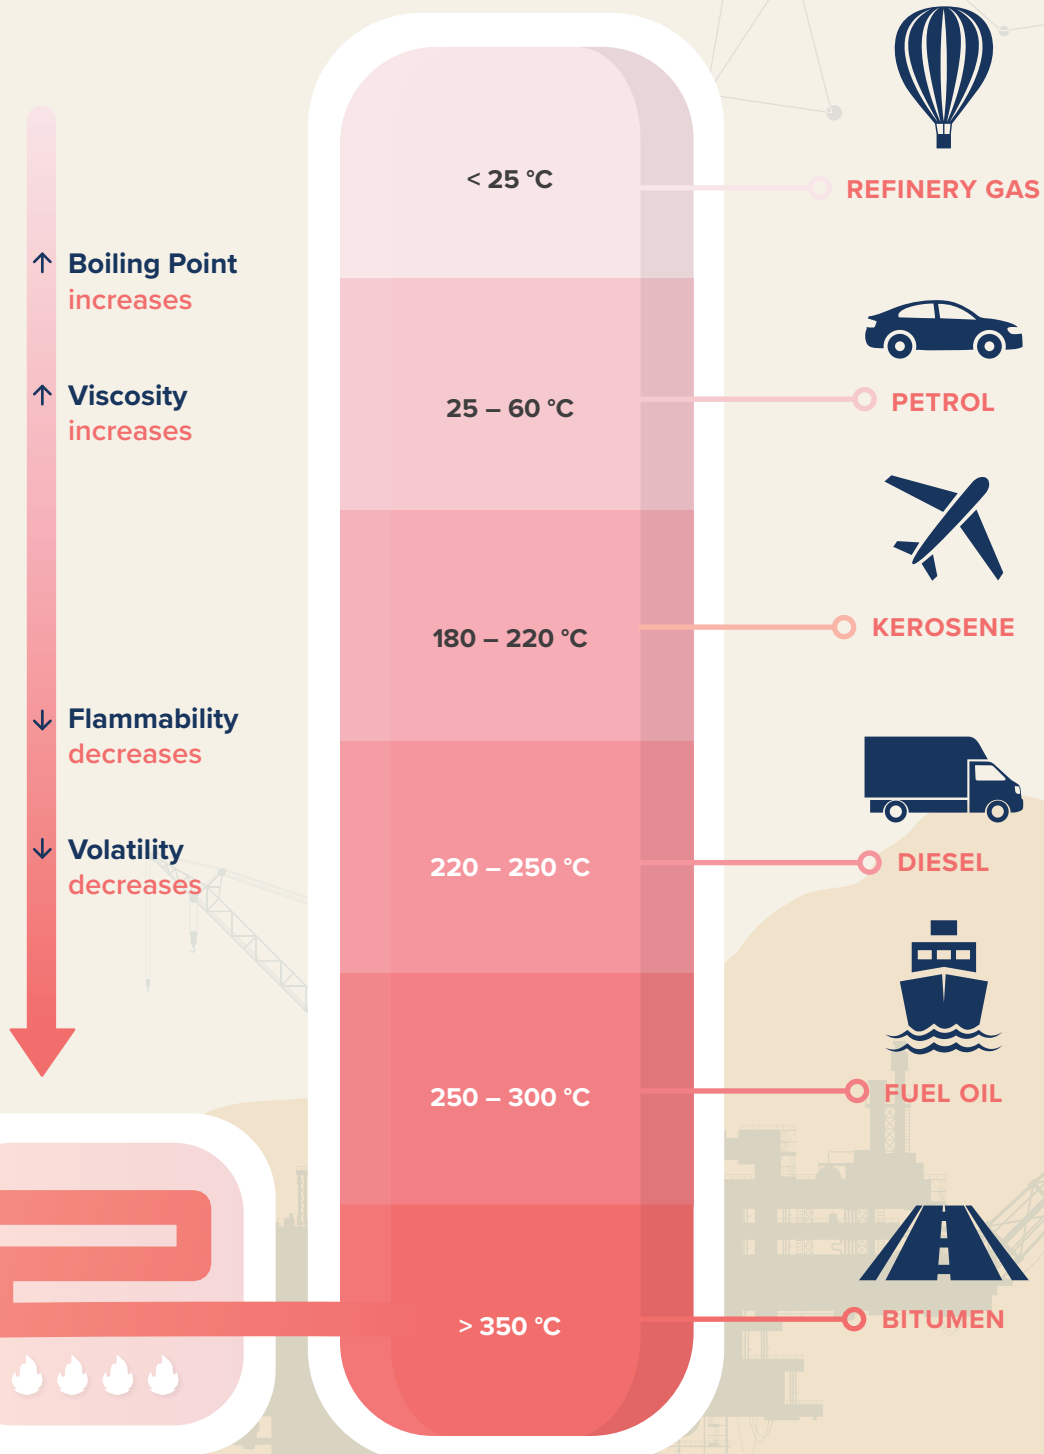 < 25 °C
REFINERY GAS
↑ Boiling Point
increases
↑ Viscosity
increases
25 – 60 °C
PETROL
180 – 220 °C
KEROSENE
↓ Flammability
decreases
↓ Volatility
decreases
220 – 250 °C
DIESEL
250 – 300 °C
FUEL OIL
> 350 °C
BITUMEN